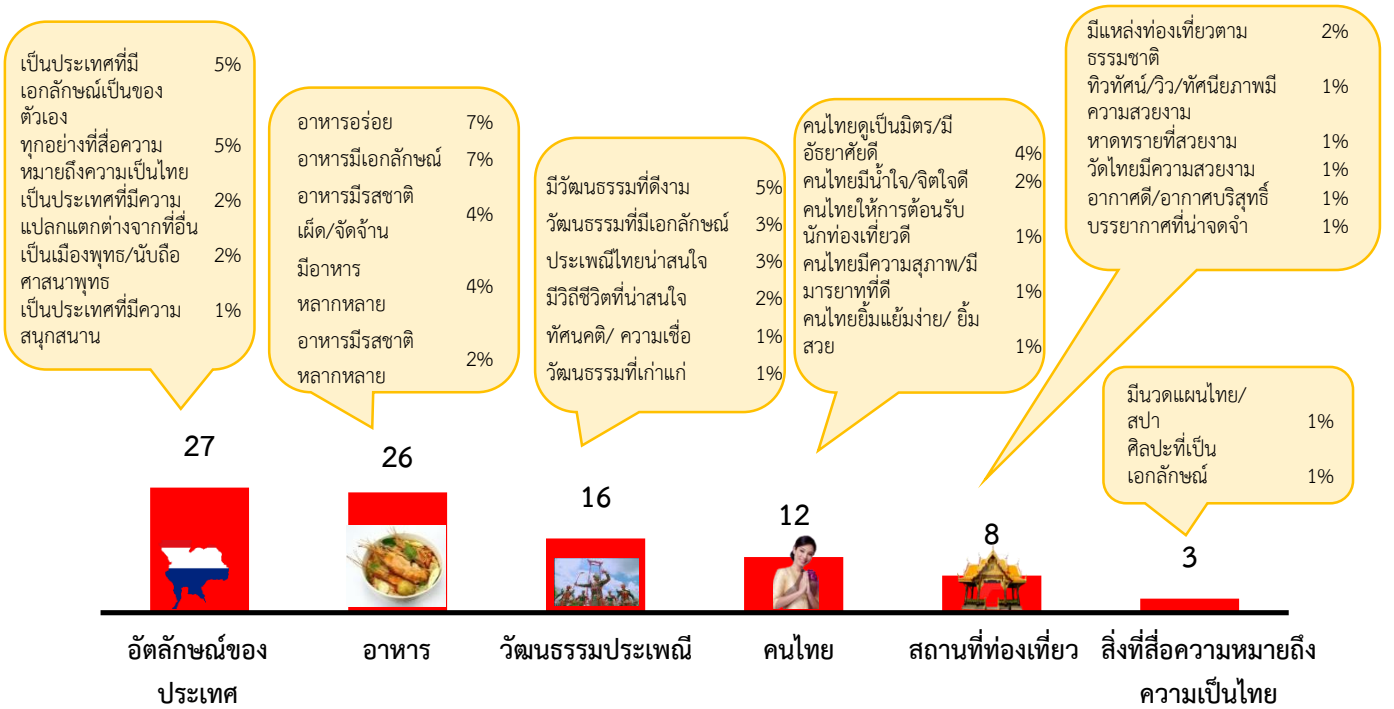 เป็นประเทศที่มี 5%
เอกลักษณ์เป็นของ
ตัวเอง
ทุกอย่างที่สื่อความ 5%
หมายถึงความเป็นไทย
เป็นประเทศที่มีความ 2%
แปลกแตกต่างจากที่อื่น
เป็นเมืองพุทธ/นับถือ 2%
ศาสนาพุทธ
เป็นประเทศที่มีความ 1%
สนุกสนาน
อาหารอร่อย 7%
อาหารมีเอกลักษณ์ 7%
อาหารมีรสชาติ
เผ็ด/จัดจ้าน 4%
มีอาหาร
หลากหลาย 4%
อาหารมีรสชาติ
หลากหลาย 2%
มีวัฒนธรรมที่ดีงาม 5%
วัฒนธรรมที่มีเอกลักษณ์ 3%
ประเพณีไทยน่าสนใจ 3%
มีวิถีชีวิตที่น่าสนใจ 2%
ทัศนคติ/ ความเชื่อ 1%
วัฒนธรรมที่เก่าแก่ 1%
คนไทยดูเป็นมิตร/มี
อัธยาศัยดี 4%
คนไทยมีน้ำใจ/จิตใจดี 2%
คนไทยให้การต้อนรับ
นักท่องเที่ยวดี 1%
คนไทยมีความสุภาพ/มี
มารยาทที่ดี 1%
คนไทยยิ้มแย้มง่าย/ ยิ้ม
สวย 1%
มีแหล่งท่องเที่ยวตาม 2%
ธรรมชาติ
ทิวทัศน์/วิว/ทัศนียภาพมี 1%
ความสวยงาม
หาดทรายที่สวยงาม 1%
วัดไทยมีความสวยงาม 1%
อากาศดี/อากาศบริสุทธิ์ 1%
บรรยากาศที่น่าจดจำ 1%
มีนวดแผนไทย/
สปา 1%
ศิลปะที่เป็น
เอกลักษณ์ 1%
27
26
16
12
8
3
อัตลักษณ์ของ
ประเทศ
อาหาร
วัฒนธรรมประเพณี
คนไทย
สถานที่ท่องเที่ยว
สิ่งที่สื่อความหมายถึง
ความเป็นไทย